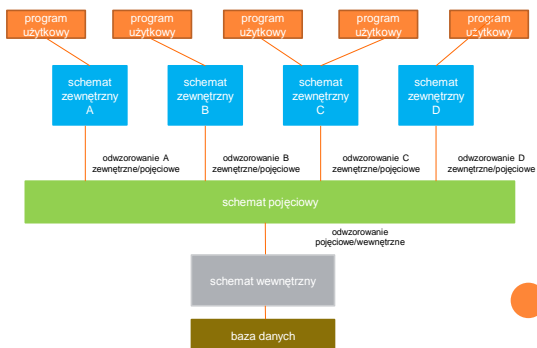 program
użytkowy
program
użytkowy
program
użytkowy
program
użytkowy
program
użytkowy
schemat
zewnętrzny
A
schemat
zewnętrzny
B
schemat
zewnętrzny
C
schemat
zewnętrzny
D
odwzorowanie A
zewnętrzne/pojęciowe
odwzorowanie B
zewnętrzne/pojęciowe
odwzorowanie C
zewnętrzne/pojęciowe
odwzorowanie D
zewnętrzne/pojęciowe
schemat pojęciowy
odwzorowanie
pojęciowe/wewnętrzne
schemat wewnętrzny
baza danych